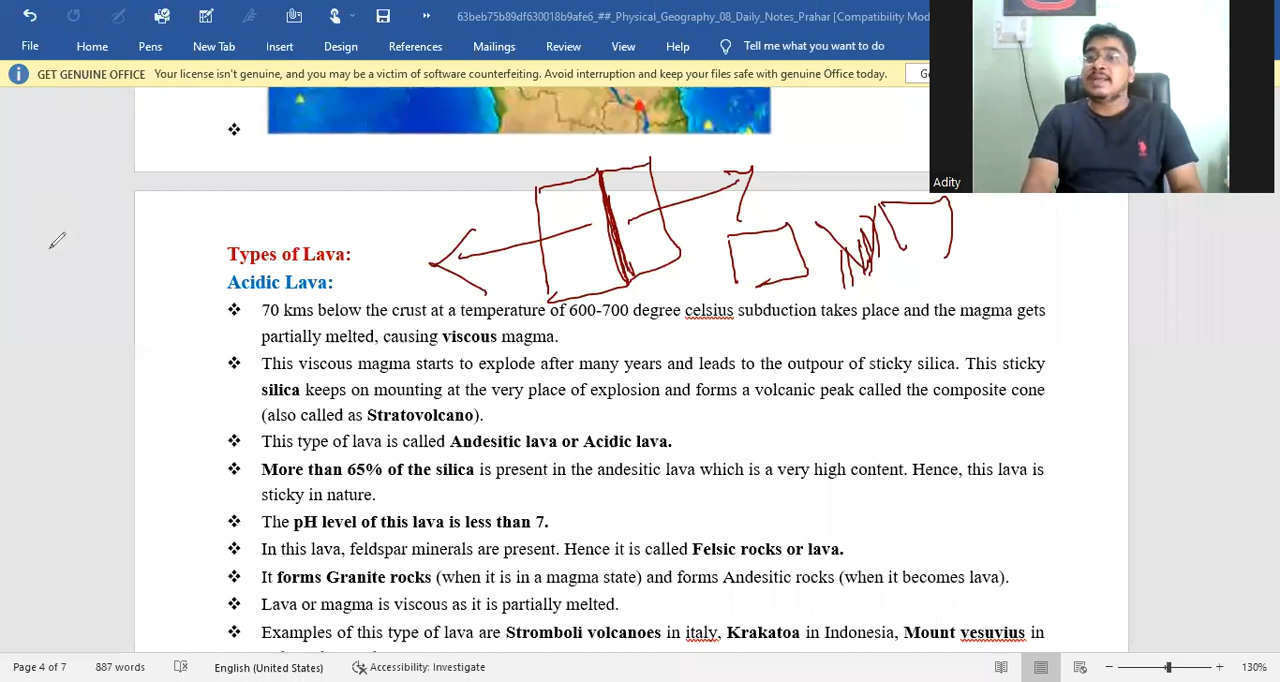 63beb75b89df630018b9afe6_##_Physical_Geography_08_Daily_Notes_Prahar [Compatibility Mod
File Home Pens New Tab Insert Draw Design References Mailings Review View Help Tell me what you want to do
GET GENUINE OFFICE Your license isn't genuine, and you may be a victim of software counterfeiting. Avoid interruption and keep your files safe with genuine Office today.
Adity
Types of Lava:
Acidic Lava:
❖ 70 kms below the crust at a temperature of 600-700 degree celsius subduction takes place and the magma gets
partially melted, causing viscous magma.
❖ This viscous magma starts to explode after many years and leads to the outpour of sticky silica. This sticky
silica keeps on mounting at the very place of explosion and forms a volcanic peak called the composite cone
(also called as Stratovolcano).
❖ This type of lava is called Andesitic lava or Acidic lava.
❖ More than 65% of the silica is present in the andesitic lava which is a very high content. Hence, this lava is
sticky in nature.
❖ The pH level of this lava is less than 7.
❖ In this lava, feldspar minerals are present. Hence it is called Felsic rocks or lava.
❖ It forms Granite rocks (when it is in a magma state) and forms Andesitic rocks (when it becomes lava).
❖ Lava or magma is viscous as it is partially melted.
❖ Examples of this type of lava are Stromboli volcanoes in italy, Krakatoa in Indonesia, Mount vesuvius in
Page 4 of 7 887 words English (United States) Accessibility: Investigate 130%